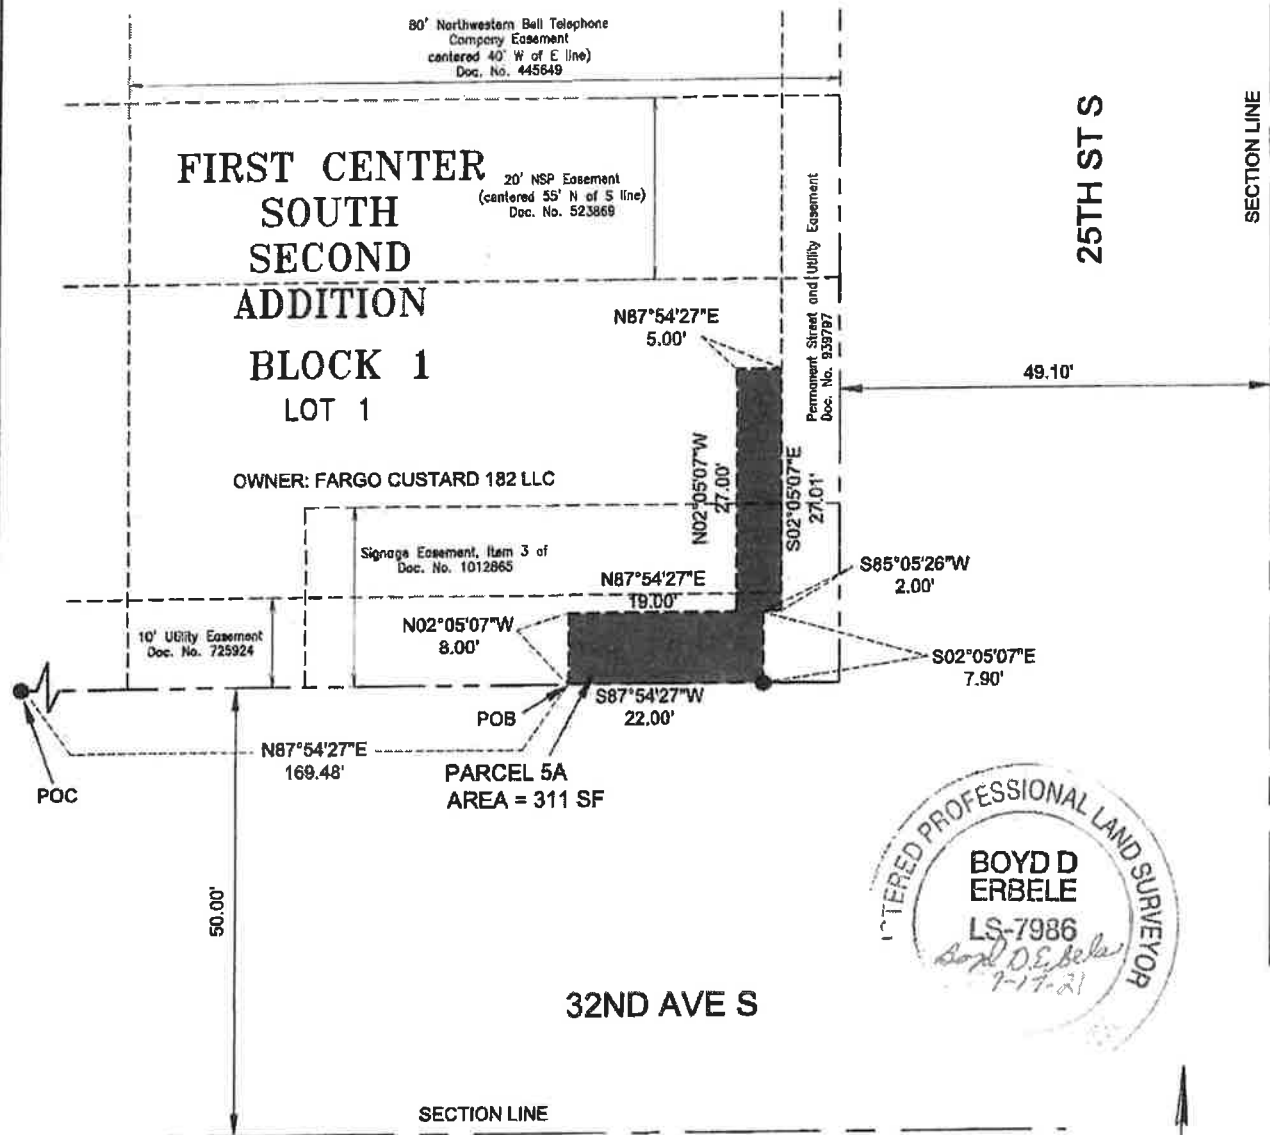 80' Northwestern Bell Telephone
Company Easement
centered 40' W of E line)
Doc. No. 445649
FIRST CENTER
SOUTH
SECOND
ADDITION
BLOCK 1
LOT 1
20' NSP Easement
(centered 55' N of S line)
Doc. No. 523869
25TH ST S
SECTION LINE
Permanent Street and Utility Easement
Doc. No. 939797
N87°54'27"E
5.00'
49.10'
OWNER: FARGO CUSTARD 182 LLC
N02°05'07"W
27.00'
S02°05'07"E
27.01'
Signage Easement, Item 3 of
Doc. No. 1012865
N87°54'27"E
19.00'
S85°05'26"W
2.00'
N02°05'07"W
8.00'
10' Utility Easement
Doc. No. 725924
S02°05'07"E
7.90'
S87°54'27"W
22.00'
POB
N87°54'27"E
169.48'
POC
PARCEL 5A
AREA = 311 SF
50.00'
PROFESSIONAL LAND SURVEYOR
BOYD D
ERBELE
LS-7986
Boyd D. Erbele
32ND AVE S
SECTION LINE